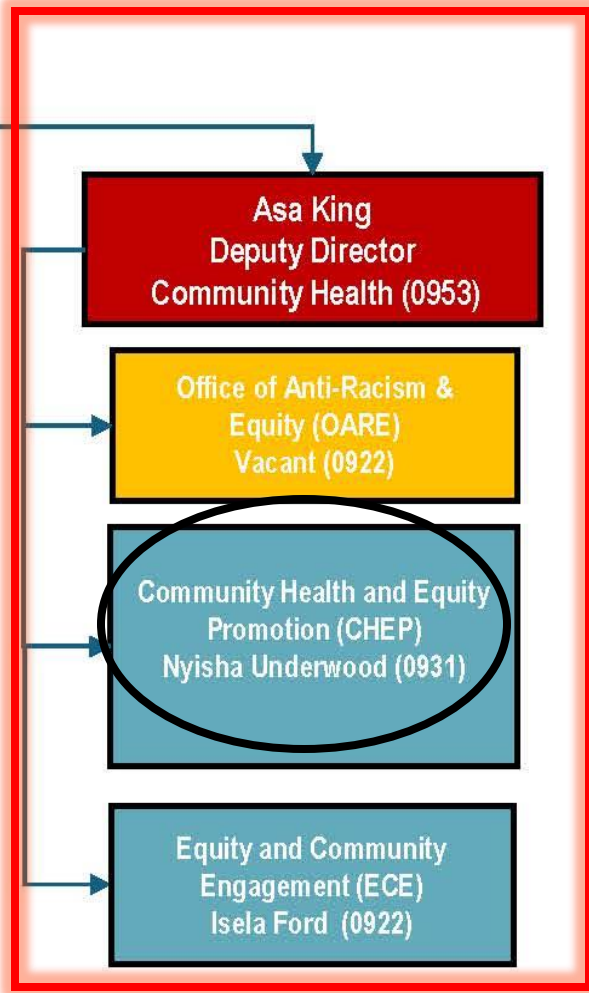 Asa King
Deputy Director
Community Health (0953)
Office of Anti-Racism &
Equity (OARE)
Vacant (0922)
Community Health and Equity
Promotion (CHEP)
Nyisha Underwood (0931)
Equity and Community
Engagement (ECE)
Isela Ford (0922)